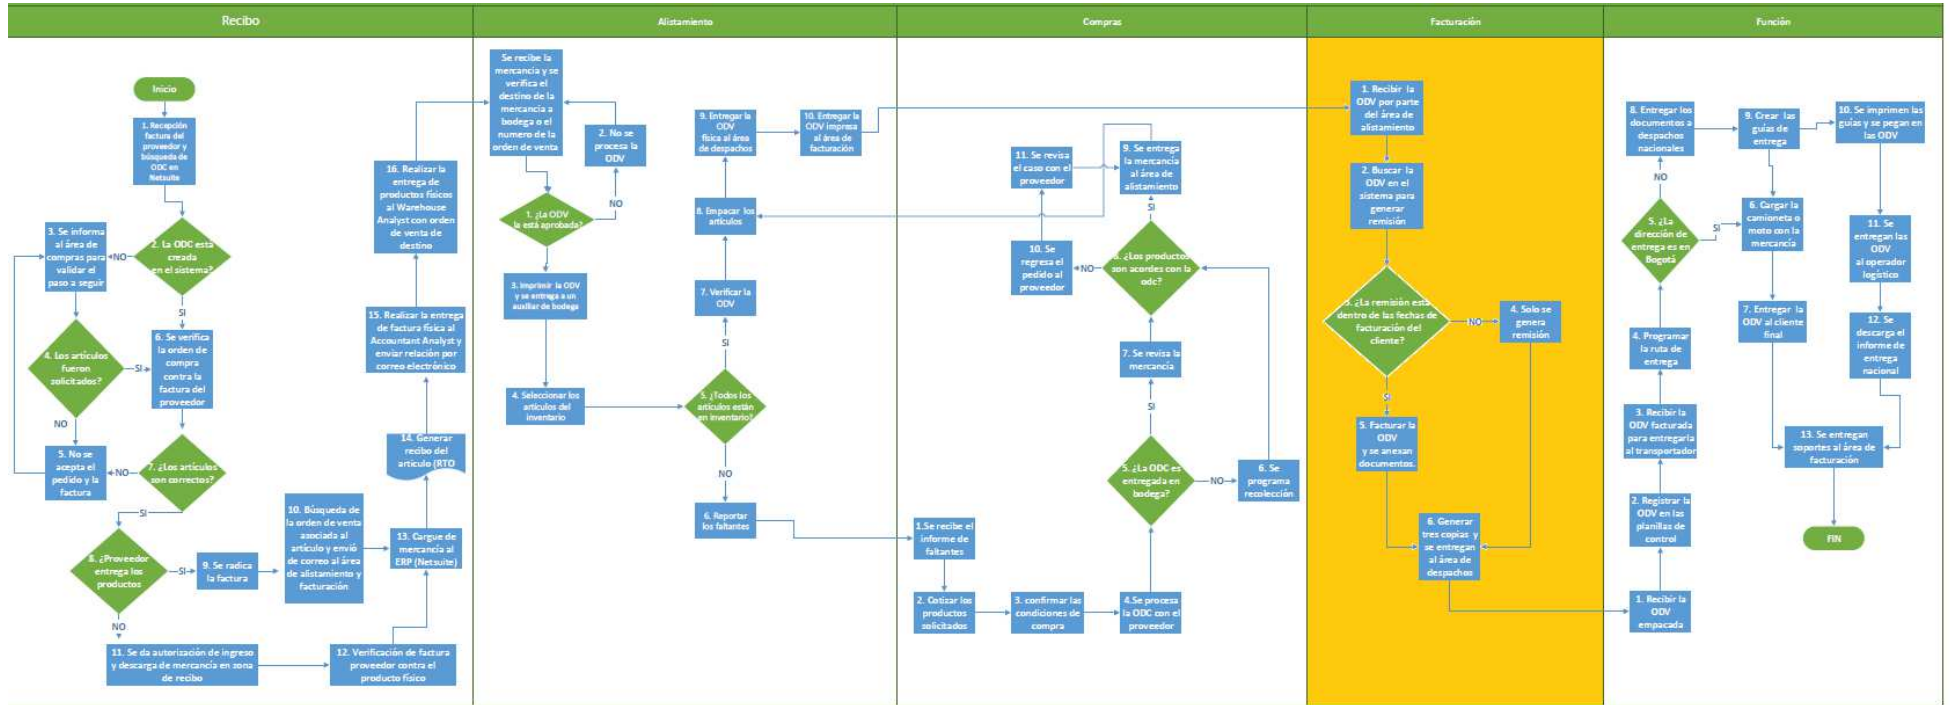 Recibo
Alistamiento
Compras
Facturación
Función
Inicio
1. Recepción
factura del
proveedor y
búsqueda de
ODC en
Netsuite
2. La ODC esta
creada
en el sistema?
NO
SI
3. Se informa
al área de
compras para
validar el
paso a seguir
4. Los artículos
fueron
solicitados?
SI
NO
5. No se
acepta el
pedido y la
factura
6. Se verifica
la orden de
compra
contra la
factura del
proveedor
7. ¿Los artículos
son correctos?
NO
SI
8. ¿Proveedor
entrega los
productos
SI
NO
9. Se radica
la factura
10. Búsqueda de
la orden de venta
asociada al
artículo y envió
de correo al área
de alistamiento y
facturación
11. Se da autorización de ingreso
y descarga de mercancía en zona
de recibo
12. Verificación de factura
proveedor contra el
producto físico
13. Cargue de
mercancía al
ERP (Netsuite)
14. Generar
recibo del
artículo (RTO
15. Realizar la entrega
de factura física al
Accountant Analyst y
enviar relación por
correo electrónico
16. Realizar la
entrega de
productos físicos
al Warehouse
Analyst con orden
de venta de
destino
Se recibe la
mercancía y se
verifica el
destino de la
mercancía a
bodega o el
numero de la
orden de venta
1. ¿La ODV
la está aprobada?
NO
SI
2. No se
procesa la
ODV
3. Imprimir la ODV
y se entrega a un
auxiliar de bodega
4. Seleccionar los
artículos del
inventario
5. ¿Todos los
artículos están
en inventario?
SI
NO
6. Reportar
los faltantes
7. Verificar la
ODV
8. Empacar los
artículos
9. Entregar la
ODV
física al área
de despachos
10. Entregar la
ODV impresa
al área de
facturación
1.Se recibe el
informe de
faltantes
2. Cotizar los
productos
solicitados
3. confirmar las
condiciones de
compra
4.Se procesa
la ODC con el
proveedor
5. ¿La ODC es
entregada en
bodega?
NO
SI
6. Se
programa
recolección
7. Se revisa la
mercancía
SI
¿Los productos
son acordes con la
odc?
NO
SI
9. Se entrega
la mercancía al
área de
alistamiento
10. Se
regresa el
pedido al
proveedor
11. Se revisa
el caso con el
proveedor
1. Recibir la
ODV por parte
del área de
alistamiento
2. Buscar la
ODV en el
sistema para
generar
remisión
3. ¿La remisión está
dentro de las fechas de
facturación del
cliente?
NO
SI
4. Solo se
genera
remisión
5. Facturar la
ODV
y se anexan
documentos.
6. Generar
tres copias y
se entregan
al área de
despachos
1. Recibir la
ODV
empacada
2. Registrar la
ODV en las
planillas de
control
3. Recibir la
ODV facturada
para entregarla
al transportador
4. Programar
la ruta de
entrega
5. ¿La
dirección de
entrega es en
Bogotá
NO
SI
6. Cargar la
camioneta o
moto con la
mercancía
7. Entregar la
ODV al cliente
final
8. Entregar los
documentos a
despachos
nacionales
9. Crear las
guías de
entrega
10. Se imprimen las
guías y se pegan en
las ODV
11. Se
entregan las
ODV
al operador
logístico
12. Se
descarga el
informe de
entrega
nacional
13. Se entregan
soportes al área de
facturación
FIN